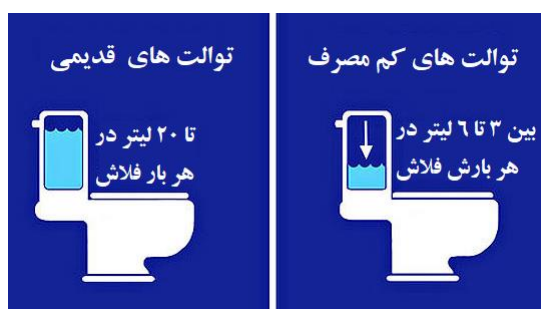 توالت های کم مصرف
بین ۳ تا ٦ لیتر در
هر بارش فلاش
توالت های قدیمی
تا ۲۰ لیتر در
هر بار فلاش